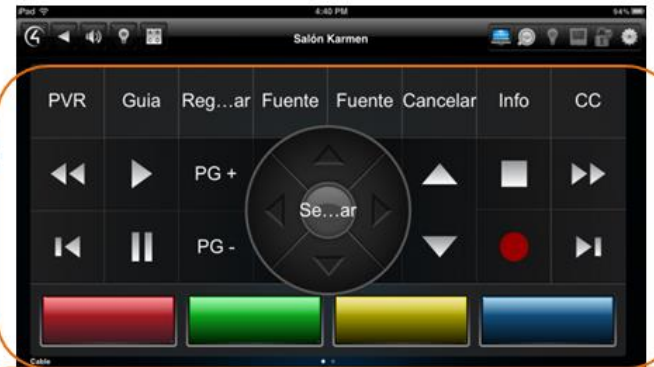 iPad 4:40 PM 94%
Salón Karmen
PVR Guia Reg...ar Fuente Fuente Cancelar Info CC
PG +
Se...ar
PG -
Cable